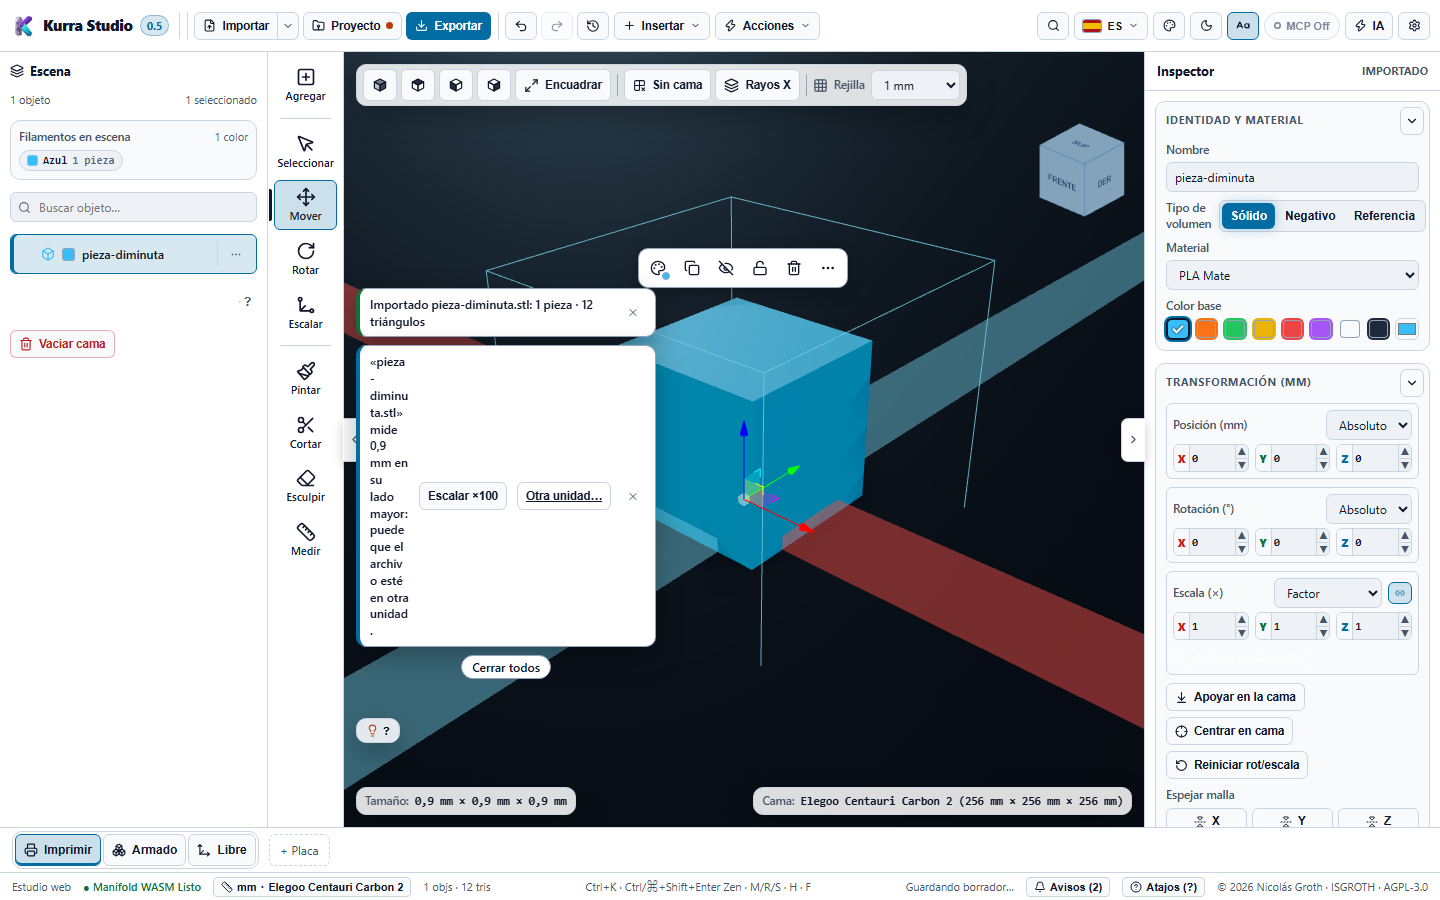 Kurra Studio 0.5
Importar
Proyecto
Exportar
Insertar
Acciones
ES
MCP Off
IA
Escena
1 objeto
1 seleccionado
Filamentos en escena
1 color
Azul 1 pieza
Buscar objeto...
pieza-diminuta
?
Vaciar cama
Agregar
Seleccionar
Mover
Rotar
Escalar
Pintar
Cortar
Esculpir
Medir
Encuadrar
Sin cama
Rayos X
Rejilla
1 mm
SUP
FRENTE
DER
Importado pieza-diminuta.stl: 1 pieza · 12
triángulos
«pieza
-
diminu
ta.stl»
mide
0,9
mm en
su
lado
mayor:
puede
que el
archiv
o esté
en otra
unidad
.
Escalar ×100
Otra unidad…
Cerrar todos
?
Tamaño: 0,9 mm × 0,9 mm × 0,9 mm
Cama: Elegoo Centauri Carbon 2 (256 mm × 256 mm × 256 mm)
Inspector
IMPORTADO
IDENTIDAD Y MATERIAL
Nombre
pieza-diminuta
Tipo de
volumen
Sólido
Negativo
Referencia
Material
PLA Mate
Color base
TRANSFORMACIÓN (MM)
Posición (mm)
Absoluto
X 0
Y 0
Z 0
Rotación (°)
Absoluto
X 0
Y 0
Z 0
Escala (×)
Factor
X 1
Y 1
Z 1
Apoyar en la cama
Centrar en cama
Reiniciar rot/escala
Espejar malla
X
Y
Z
Imprimir
Armado
Libre
+ Placa
Estudio web
Manifold WASM Listo
mm · Elegoo Centauri Carbon 2
1 objs · 12 tris
Ctrl+K · Ctrl/⌘+Shift+Enter Zen · M/R/S · H · F
Guardando borrador...
Avisos (2)
Atajos (?)
© 2026 Nicolás Groth · ISGROTH · AGPL-3.0